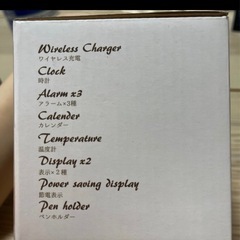 Wireless Charger
ワイヤレス充電
Clock
時計
Alarm x3
アラーム×3種
Calender
カレンダー
Temperature
温度計
Display x2
表示×2種
Power saving display
節電表示
Pen holder
ペンホルダー